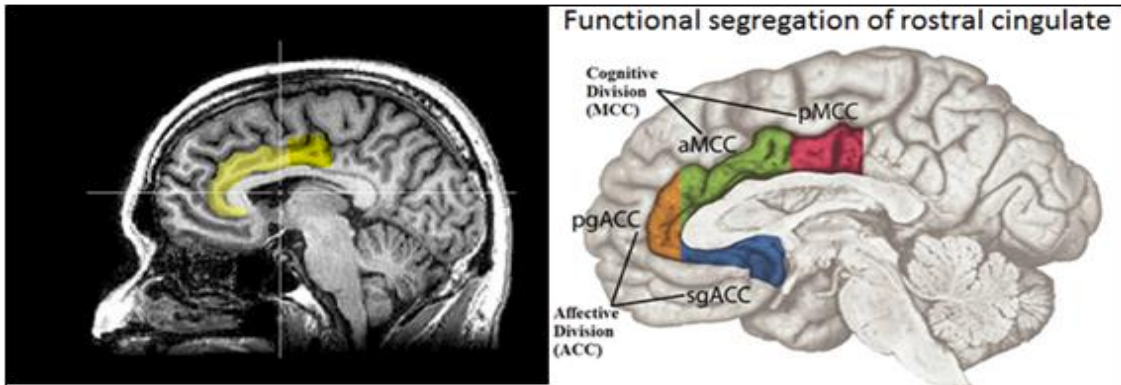 Functional segregation of rostral cingulate
Cognitive
Division
(MCC)
pMCC
aMCC
pgACC
sgACC
Affective
Division
(ACC)